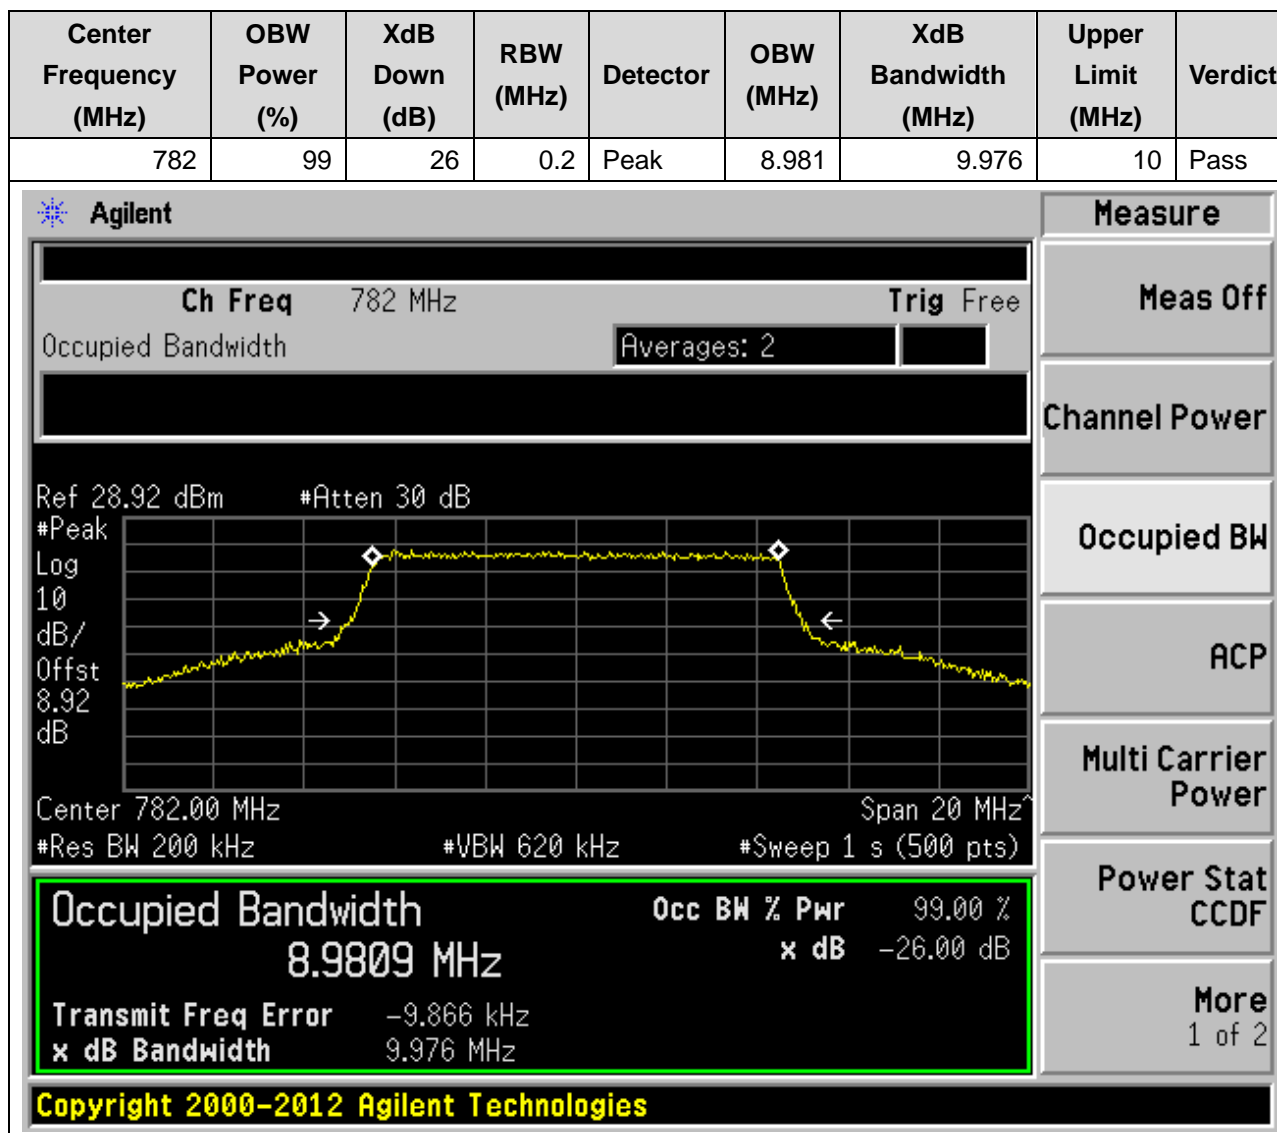 Center Frequency (MHz) OBW Power (%) XdB Down (dB) RBW (MHz) Detector OBW (MHz) XdB Bandwidth (MHz) Upper Limit (MHz) Verdict
782 99 26 0.2 Peak 8.981 9.976 10 Pass
Agilent
Measure
Ch Freq 782 MHz Trig Free
Meas Off
Occupied Bandwidth Averages: 2
Channel Power
Ref 28.92 dBm #Atten 30 dB
#Peak
Log
10
dB/
Offst
8.92
dB
Occupied BW
ACP
Multi Carrier
Power
Center 782.00 MHz Span 20 MHz^
#Res BW 200 kHz #VBW 620 kHz #Sweep 1 s (500 pts)
Power Stat
CCDF
Occupied Bandwidth Occ BW % Pwr 99.00 %
8.9809 MHz x dB -26.00 dB
Transmit Freq Error -9.866 kHz
x dB Bandwidth 9.976 MHz
More
1 of 2
Copyright 2000-2012 Agilent Technologies